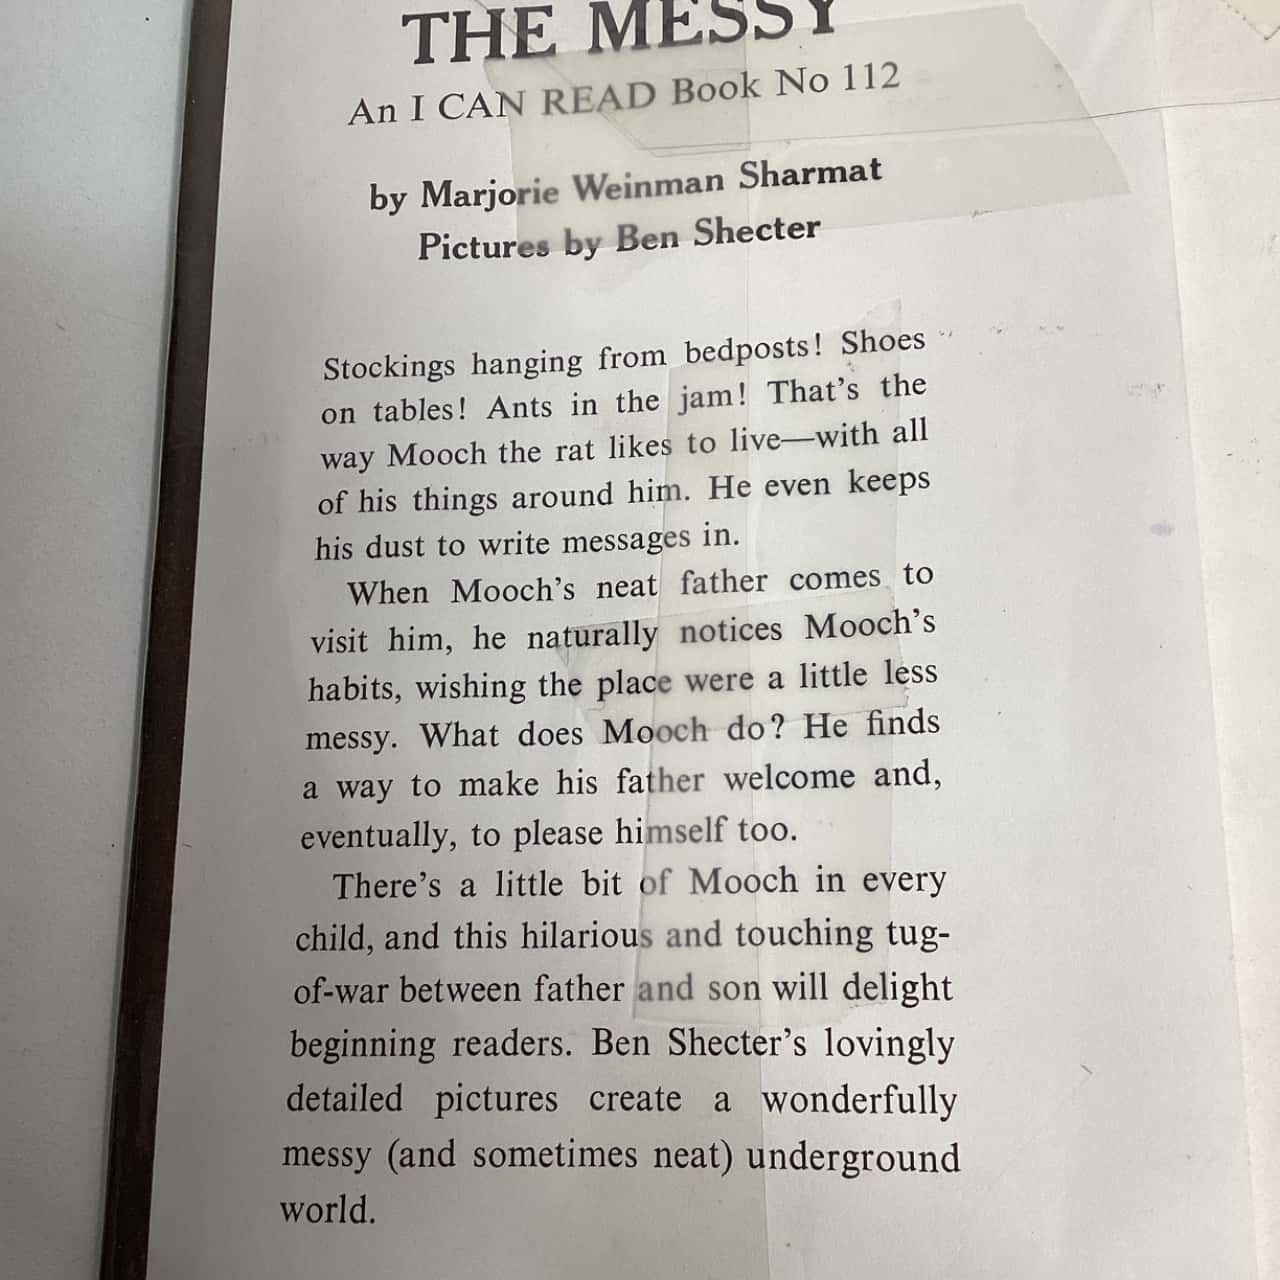 THE MESSY
An I CAN READ Book No 112
by Marjorie Weinman Sharmat
Pictures by Ben Shecter
Stockings hanging from bedposts! Shoes
on tables! Ants in the jam! That's the
way Mooch the rat likes to live—with all
of his things around him. He even keeps
his dust to write messages in.
When Mooch's neat father comes to
visit him, he naturally notices Mooch's
habits, wishing the place were a little less
messy. What does Mooch do? He finds
a way to make his father welcome and,
eventually, to please himself too.
There's a little bit of Mooch in every
child, and this hilarious and touching tug-
of-war between father and son will delight
beginning readers. Ben Shecter's lovingly
detailed pictures create a wonderfully
messy (and sometimes neat) underground
world.